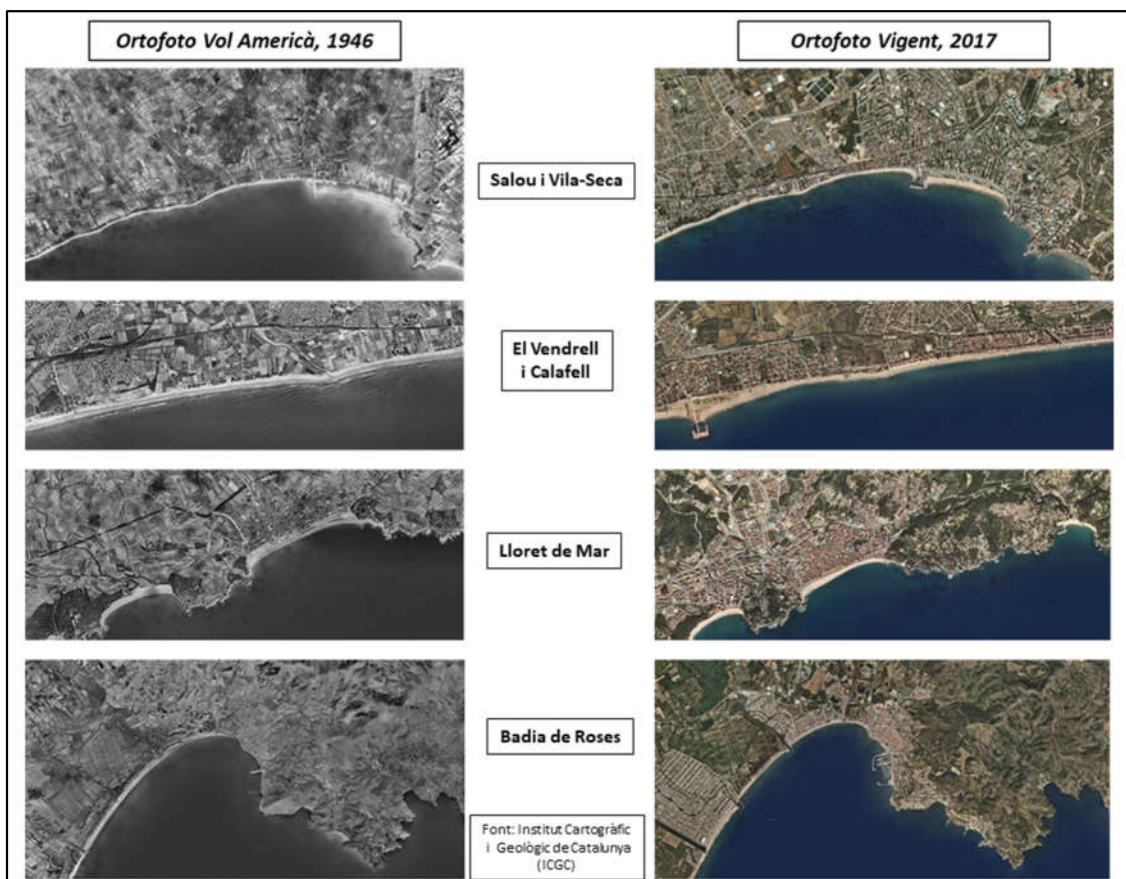 Ortofoto Vol Americà, 1946
Ortofoto Vigent, 2017
Salou i Vila-Seca
El Vendrell
i Calafell
Lloret de Mar
Badia de Roses
Font: Institut Cartogràfic
i Geològic de Catalunya
(ICGC)